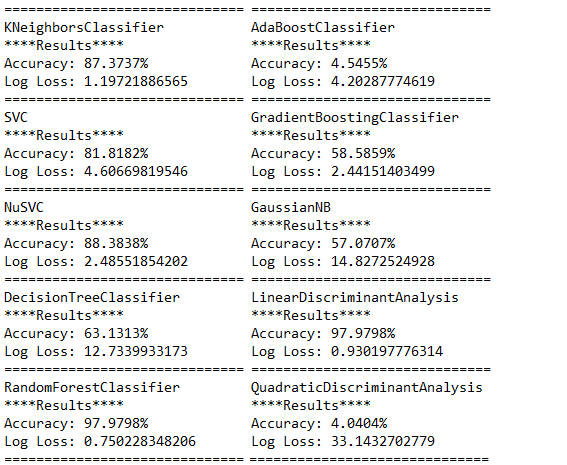 ============================== ==============================
KNeighborsClassifier AdaBoostClassifier
****Results**** ****Results****
Accuracy: 87.3737% Accuracy: 4.5455%
Log Loss: 1.19721886565 Log Loss: 4.20287774619
============================== ==============================
SVC GradientBoostingClassifier
****Results**** ****Results****
Accuracy: 81.8182% Accuracy: 58.5859%
Log Loss: 4.60669819546 Log Loss: 2.44151403499
============================== ==============================
NuSVC GaussianNB
****Results**** ****Results****
Accuracy: 88.3838% Accuracy: 57.0707%
Log Loss: 2.48551854202 Log Loss: 14.8272524928
============================== ==============================
DecisionTreeClassifier LinearDiscriminantAnalysis
****Results**** ****Results****
Accuracy: 63.1313% Accuracy: 97.9798%
Log Loss: 12.7339933173 Log Loss: 0.930197776314
============================== ==============================
RandomForestClassifier QuadraticDiscriminantAnalysis
****Results**** ****Results****
Accuracy: 97.9798% Accuracy: 4.0404%
Log Loss: 0.750228348206 Log Loss: 33.1432702779
============================== ==============================